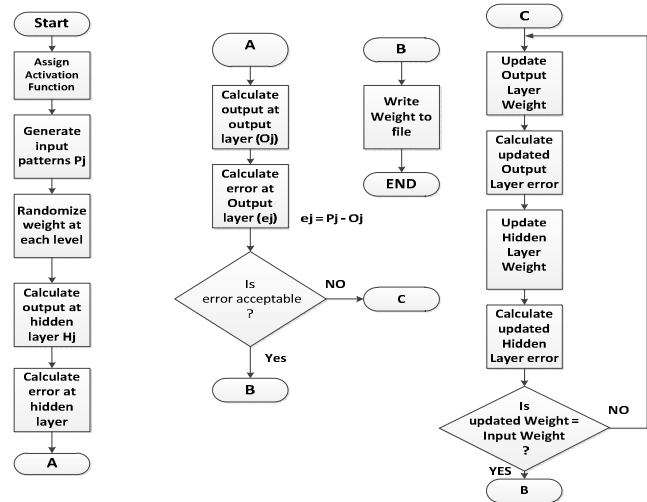 Start
Assign
Activation
Function
Generate
input
patterns Pj
Randomize
weight at
each level
Calculate
output at
hidden
layer Hj
Calculate
error at
hidden
layer
A
A
Calculate
output at
output
layer (Oj)
Calculate
error at
Output
layer (ej)
ej = Pj - Oj
Is
error acceptable
?
NO
C
Yes
B
B
Write
Weight to
file
END
C
Update
Output
Layer
Weight
Calculate
updated
Output
Layer error
Update
Hidden
Layer
Weight
Calculate
updated
Hidden
Layer error
Is
updated Weight =
Input Weight
?
NO
YES
B